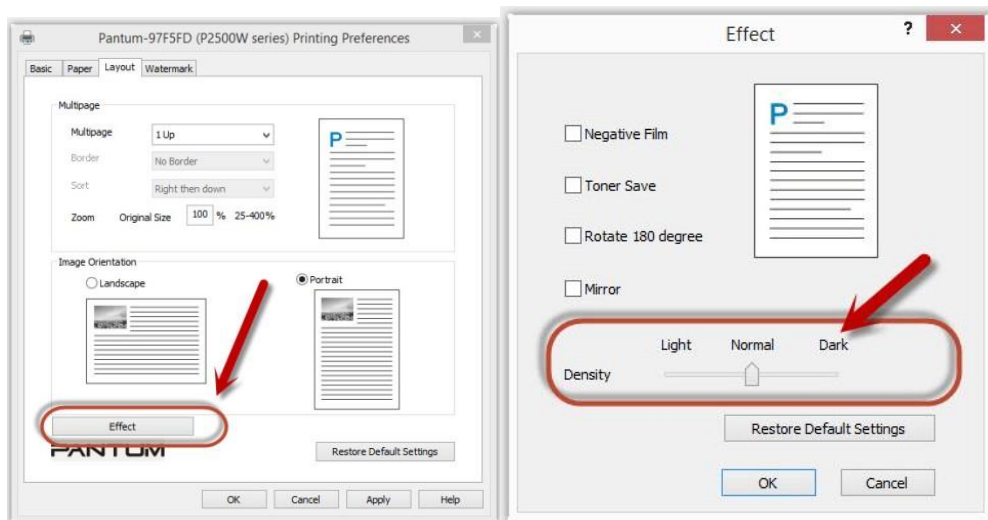 Pantum-97F5FD (P2500W series) Printing Preferences
Basic Paper Layout Watermark
Multipage
Multipage 1 Up
P
Border No Border
Sort Right then down
Zoom Original Size 100 % 25-400%
Image Orientation
Landscape Portrait
Effect
PANTUM
Restore Default Settings
OK Cancel Apply Help
Effect ?
P
Negative Film
Toner Save
Rotate 180 degree
Mirror
Light Normal Dark
Density
Restore Default Settings
OK Cancel